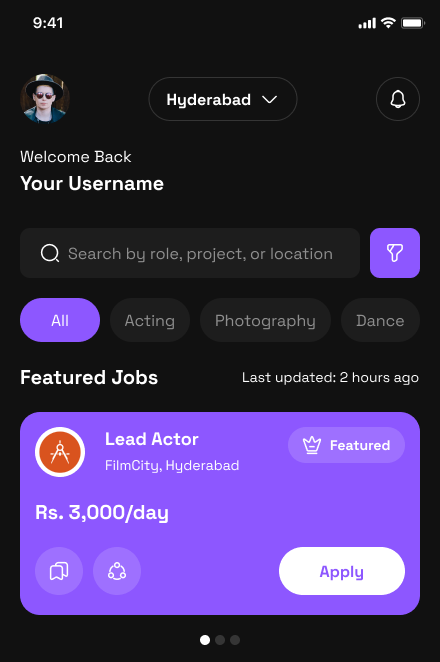 9:41
Hyderabad
Welcome Back
Your Username
Search by role, project, or location
All
Acting
Photography
Dance
Featured Jobs
Last updated: 2 hours ago
Lead Actor
Featured
FilmCity, Hyderabad
Rs. 3,000/day
Apply